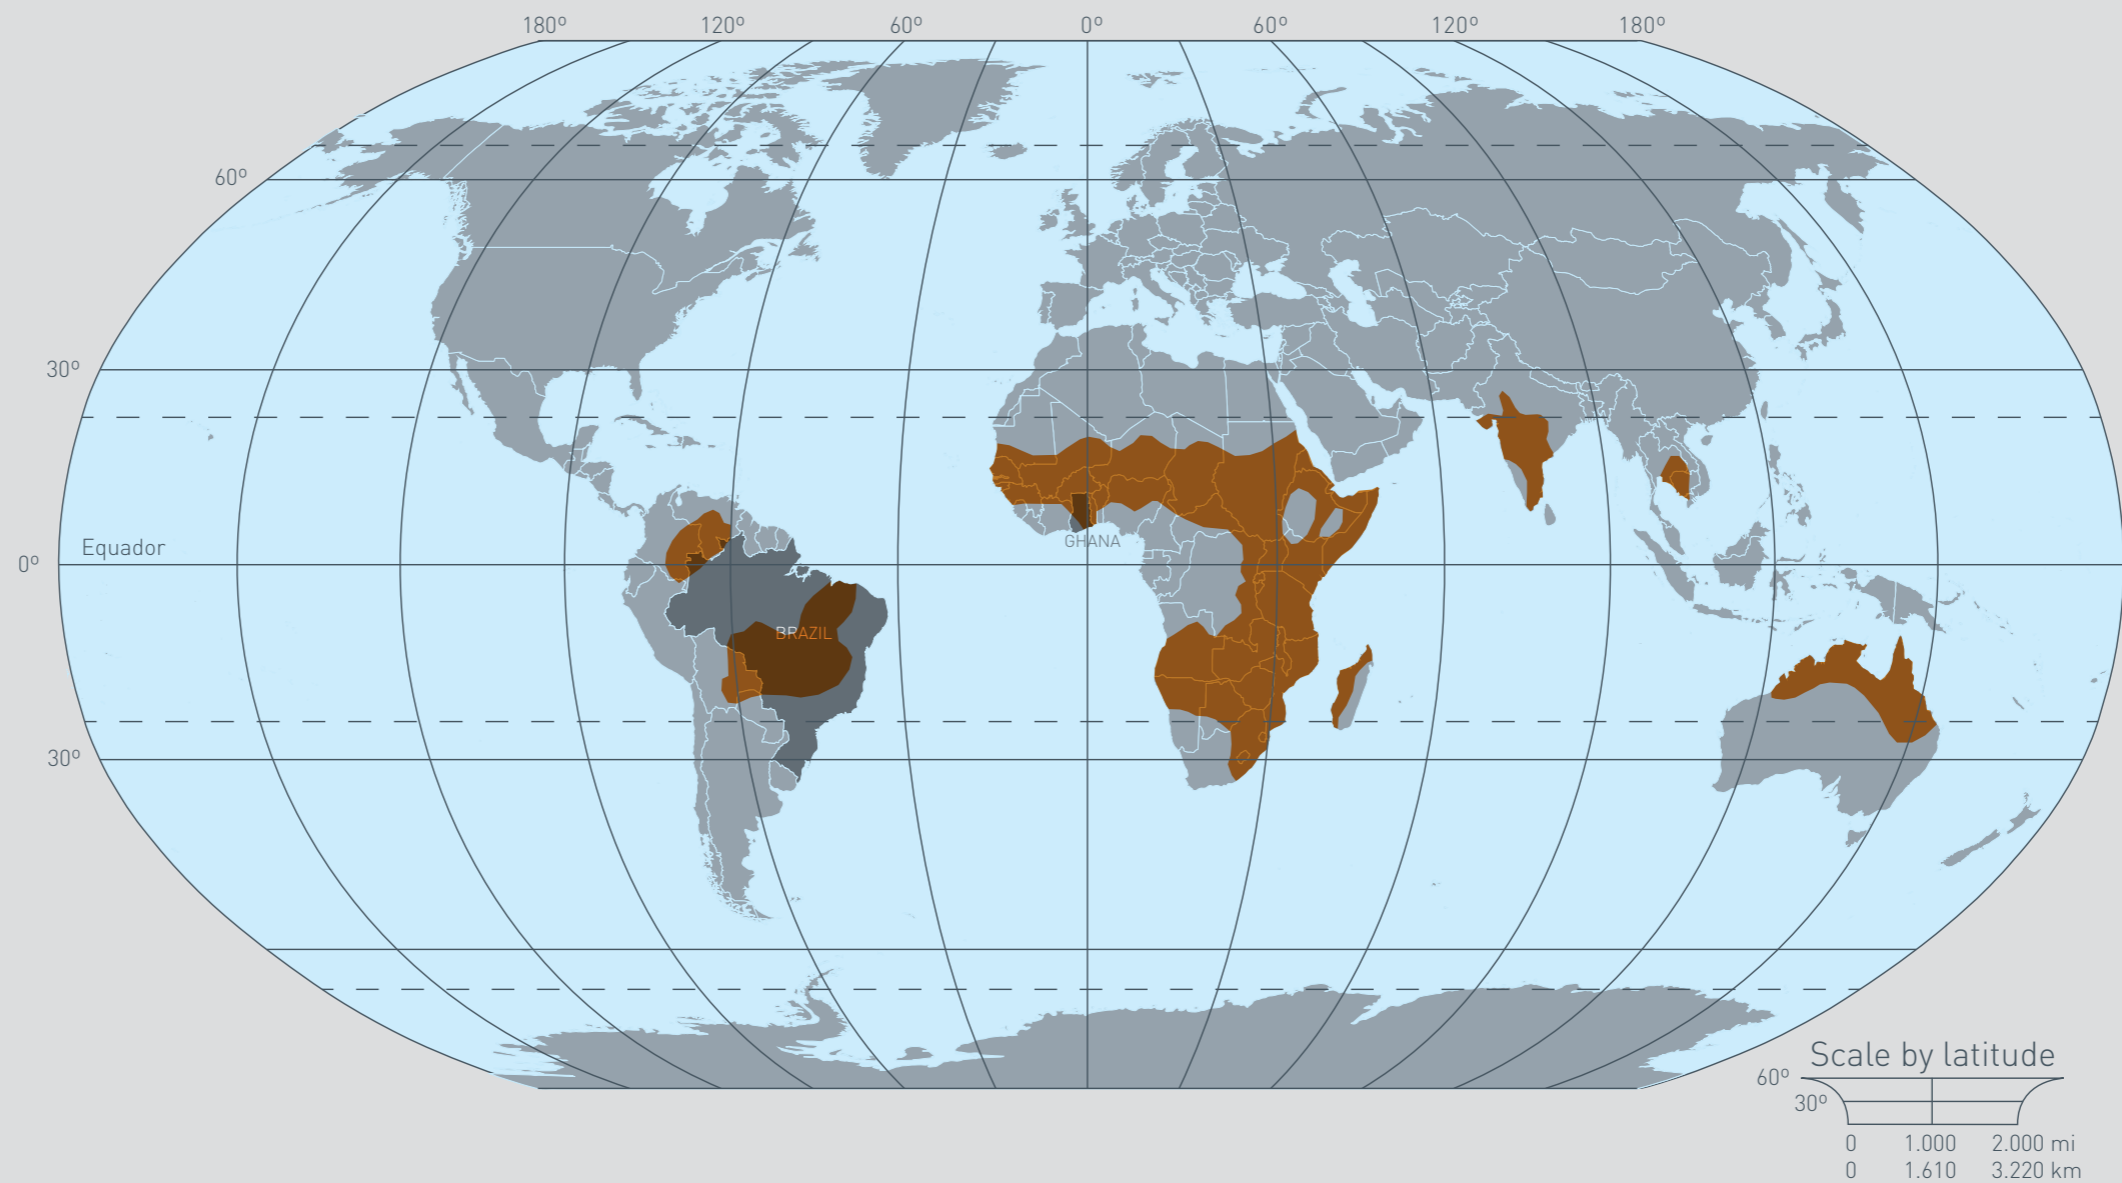 180º 120º 60º 0º 60º 120º 180º
60º
30º
Equador
0º
GHANA
BRAZIL
30º
Scale by latitude
60º
30º
0 1.000 2.000 mi
0 1.610 3.220 km